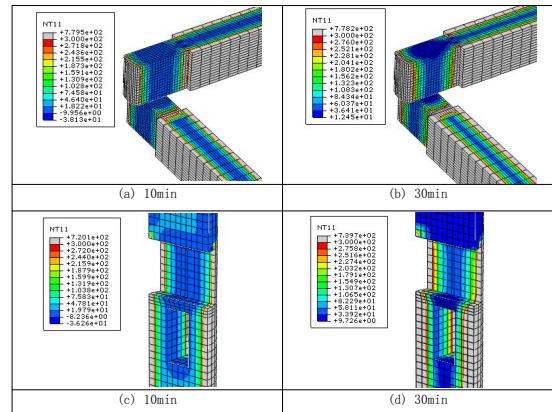 NT11
+7.795e+02
+3.000e+02
+2.718e+02
+2.436e+02
+2.155e+02
+1.873e+02
+1.591e+02
+1.309e+02
+1.028e+02
+7.458e+01
+4.640e+01
+1.822e+01
-9.956e+00
-3.813e+01
(a) 10min
NT11
+7.782e+02
+3.000e+02
+2.760e+02
+2.521e+02
+2.281e+02
+2.041e+02
+1.802e+02
+1.562e+02
+1.323e+02
+1.083e+02
+8.434e+01
+6.037e+01
+3.641e+01
+1.245e+01
(b) 30min
NT11
+7.201e+02
+3.000e+02
+2.720e+02
+2.440e+02
+2.159e+02
+1.879e+02
+1.599e+02
+1.319e+02
+1.038e+02
+7.583e+01
+4.781e+01
+1.979e+01
-8.236e+00
-3.626e+01
(c) 10min
NT11
+7.397e+02
+3.000e+02
+2.758e+02
+2.516e+02
+2.274e+02
+2.032e+02
+1.791e+02
+1.549e+02
+1.307e+02
+1.065e+02
+8.229e+01
+5.811e+01
+3.392e+01
+9.726e+00
(d) 30min